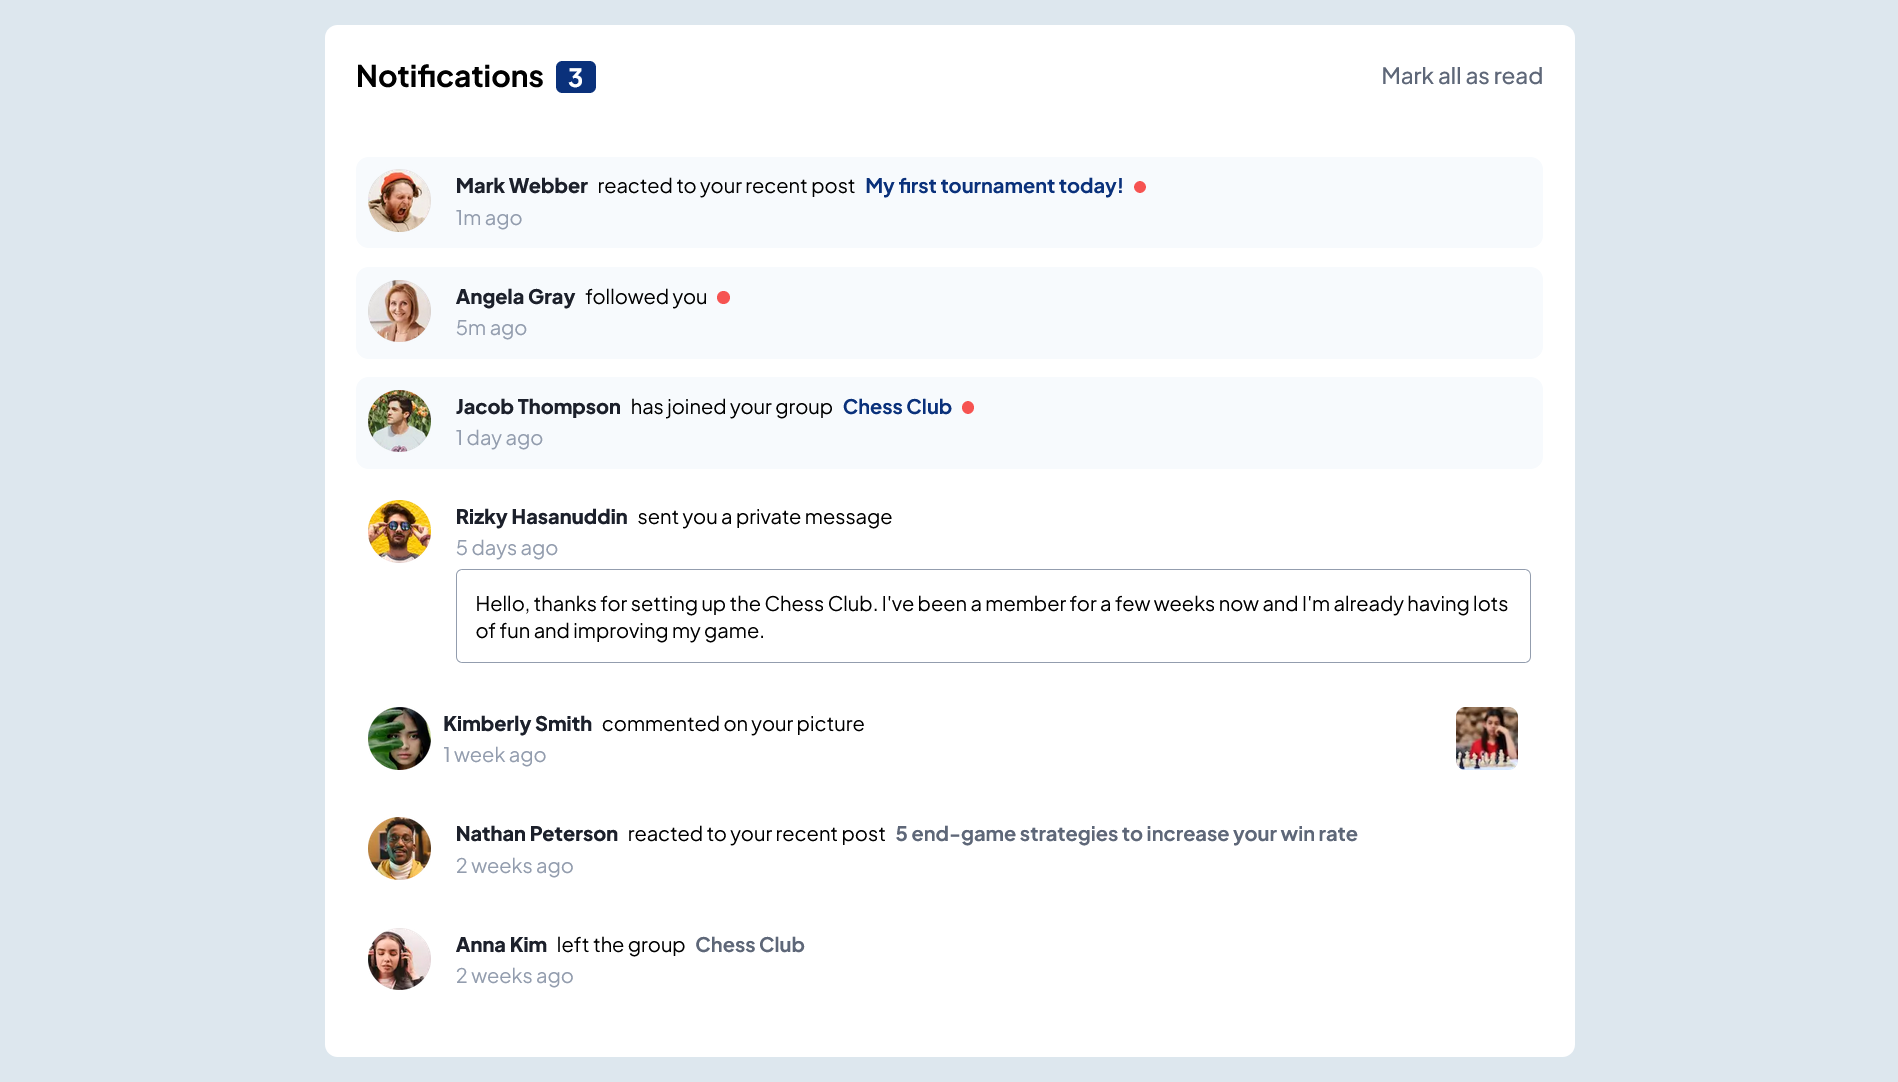 Notifications 3
Mark all as read
Mark Webber reacted to your recent post My first tournament today!
1m ago
Angela Gray followed you
5m ago
Jacob Thompson has joined your group Chess Club
1 day ago
Rizky Hasanuddin sent you a private message
5 days ago
Hello, thanks for setting up the Chess Club. I've been a member for a few weeks now and I'm already having lots
of fun and improving my game.
Kimberly Smith commented on your picture
1 week ago
Nathan Peterson reacted to your recent post 5 end-game strategies to increase your win rate
2 weeks ago
Anna Kim left the group Chess Club
2 weeks ago